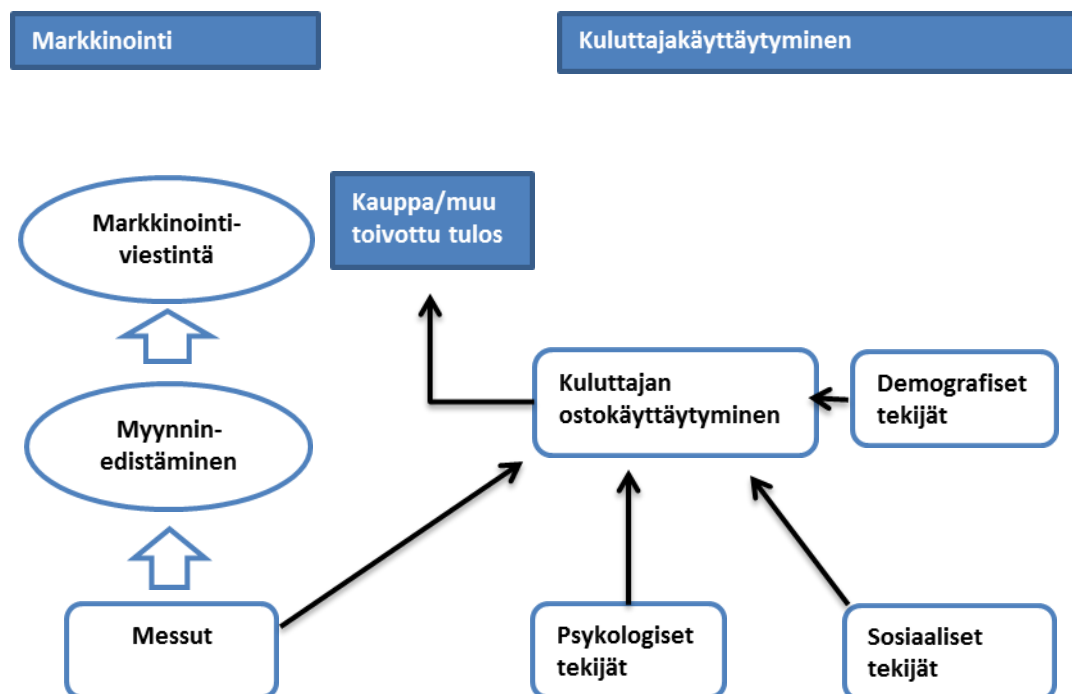 Markkinointi
Kuluttajakäyttäytyminen
Markkinointi-
viestintä
Kauppa/muu
toivottu tulos
Kuluttajan
ostokäyttäytyminen
Demografiset
tekijät
Myynnin-
edistäminen
Messut
Psykologiset
tekijät
Sosiaaliset
tekijät